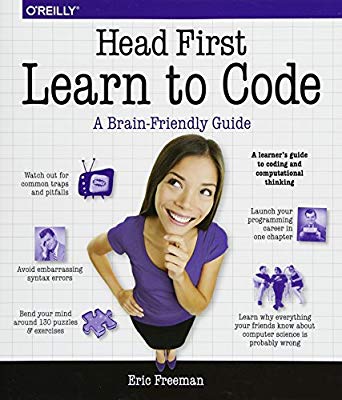 O'REILLY®
Head First
Learn to Code
A Brain-Friendly Guide
Watch out for
common traps
and pitfalls
A learner's guide
to coding and
computational
thinking
Launch your
programming
career in
one chapter
Avoid embarrassing
syntax errors
Bend your mind
around 130 puzzles
& exercises
Learn why everything
your friends know about
computer science is
probably wrong
Eric Freeman